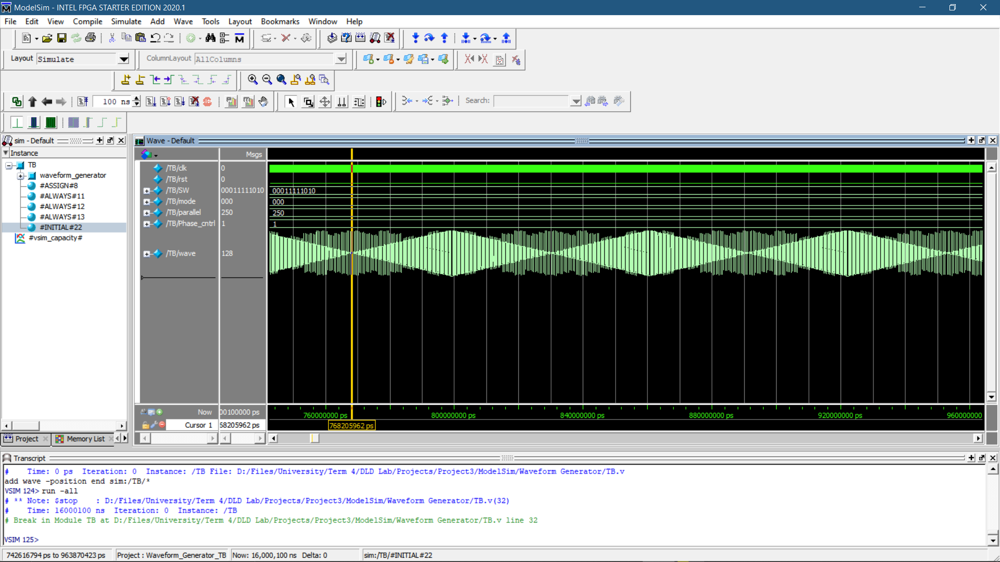 ModelSim - INTEL FPGA STARTER EDITION 2020.1
File Edit View Compile Simulate Add Wave Tools Layout Bookmarks Window Help
Layout Simulate ColumnLayout AllColumns
100 ns Search:
sim - Default
Instance
TB
waveform_generator
#ASSIGN#8
#ALWAYS#11
#ALWAYS#12
#ALWAYS#13
#INITIAL#22
#vsim_capacity#
Project Memory List
Wave - Default
Msgs
/TB/clk 0
/TB/rst 0
/TB/SW 00011111010 00011111010
/TB/mode 000 000
/TB/parallel 250 250
/TB/Phase_cntrl 1 1
/TB/wave 128
Now 00100000 ps
760000000 ps 800000000 ps 840000000 ps 880000000 ps 920000000 ps 960000000
Cursor 1 68205962 ps 768205962 ps
Transcript
# Time: 0 ps Iteration: 0 Instance: /TB File: D:/Files/University/Term 4/DLD Lab/Projects/Project3/ModelSim/Waveform Generator/TB.v
add wave -position end sim:/TB/*
VSIM 124> run -all
# ** Note: $stop : D:/Files/University/Term 4/DLD Lab/Projects/Project3/ModelSim/Waveform Generator/TB.v(32)
# Time: 16000100 ns Iteration: 0 Instance: /TB
# Break in Module TB at D:/Files/University/Term 4/DLD Lab/Projects/Project3/ModelSim/Waveform Generator/TB.v line 32
VSIM 125>
742616794 ps to 963870423 ps Project : Waveform_Generator_TB Now: 16,000,100 ns Delta: 0 sim:/TB/#INITIAL#22